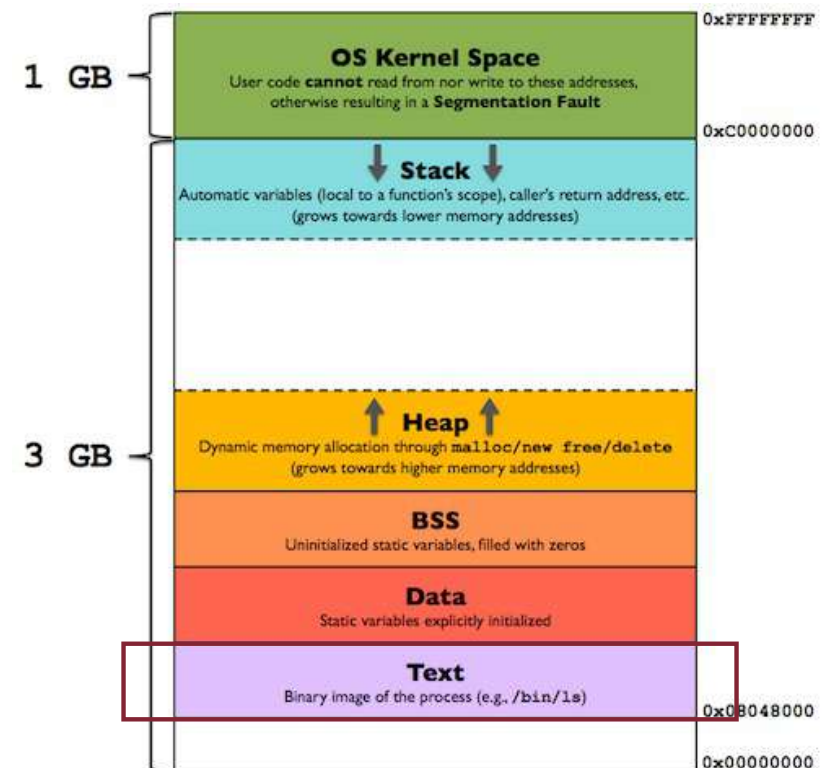 0xFFFFFFFF
OS Kernel Space
1 GB
User code cannot read from nor write to these addresses,
otherwise resulting in a Segmentation Fault
0xC0000000
Stack
Automatic variables (local to a function's scope), caller's return address, etc.
(grows towards lower memory addresses)
Heap
3 GB
Dynamic memory allocation through malloc/new free/delete
(grows towards higher memory addresses)
BSS
Uninitialized static variables, filled with zeros
Data
Static variables explicitly initialized
Text
Binary image of the process (e.g., /bin/ls)
0x08048000
0x00000000